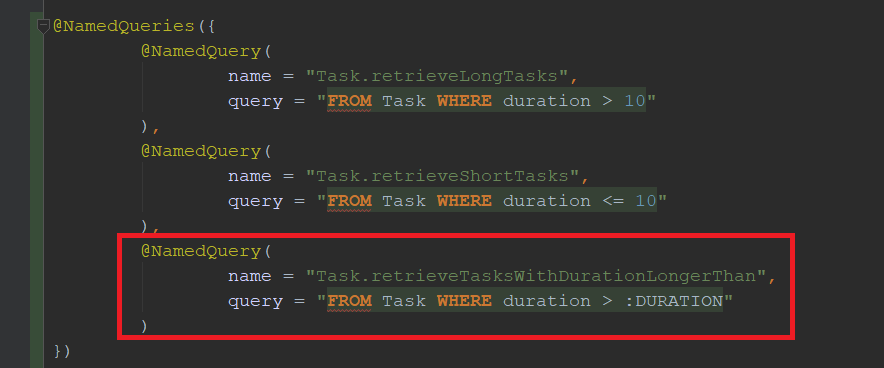 @NamedQueries({
@NamedQuery(
name = "Task.retrieveLongTasks",
query = "FROM Task WHERE duration > 10"
),
@NamedQuery(
name = "Task.retrieveShortTasks",
query = "FROM Task WHERE duration <= 10"
),
@NamedQuery(
name = "Task.retrieveTasksWithDurationLongerThan",
query = "FROM Task WHERE duration > :DURATION"
)
})